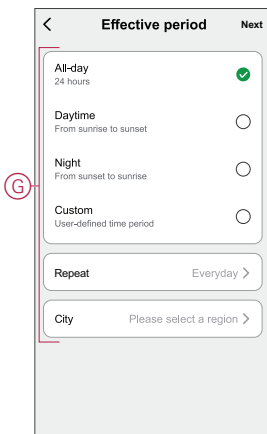 Effective period Next
All-day
24 hours
Daytime
From sunrise to sunset
Night
From sunset to sunrise
G
Custom
User-defined time period
Repeat Everyday
City Please select a region